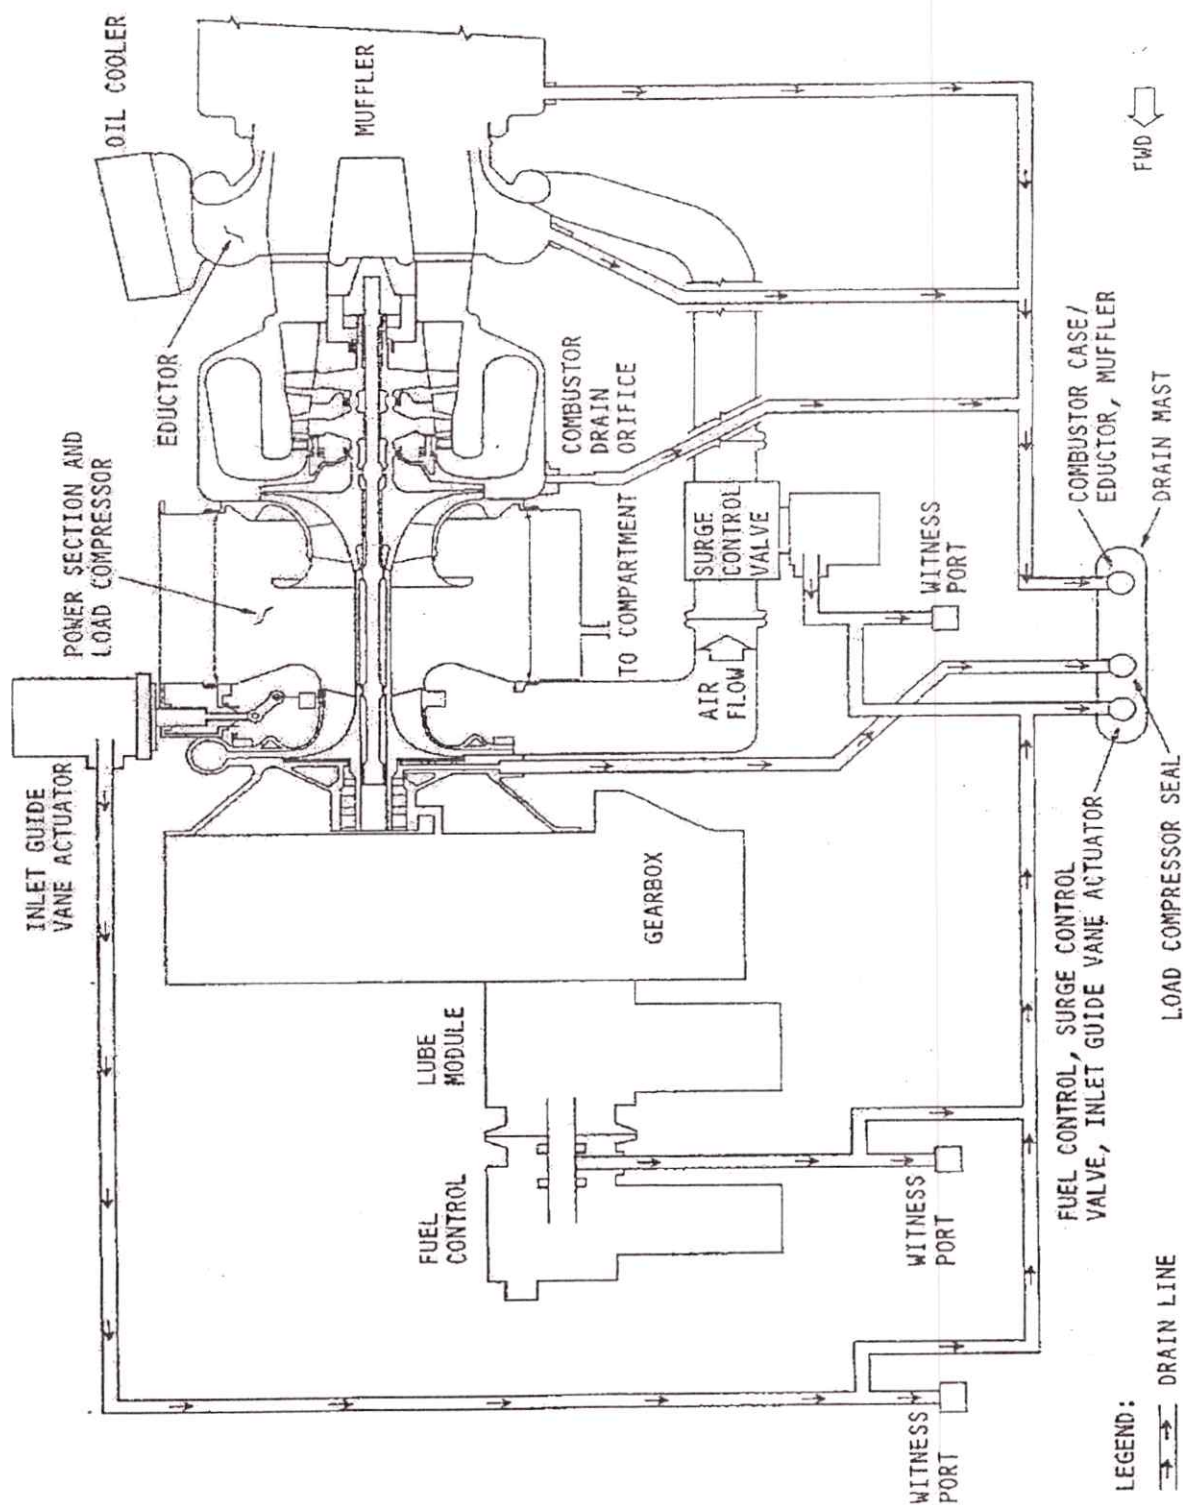 OIL COOLER
MUFFLER
EDUCTOR
POWER SECTION AND
LOAD COMPRESSOR
INLET GUIDE
VANE ACTUATOR
COMBUSTOR
DRAIN
ORIFICE
TO COMPARTMENT
SURGE
CONTROL
VALVE
AIR
FLOW
GEARBOX
LUBE
MODULE
FUEL
CONTROL
WITNESS
PORT
WITNESS
PORT
WITNESS
PORT
FWD
COMBUSTOR CASE/
EDUCTOR, MUFFLER
DRAIN MAST
LOAD COMPRESSOR SEAL
FUEL CONTROL, SURGE CONTROL
VALVE, INLET GUIDE VANE ACTUATOR
LEGEND:
DRAIN LINE